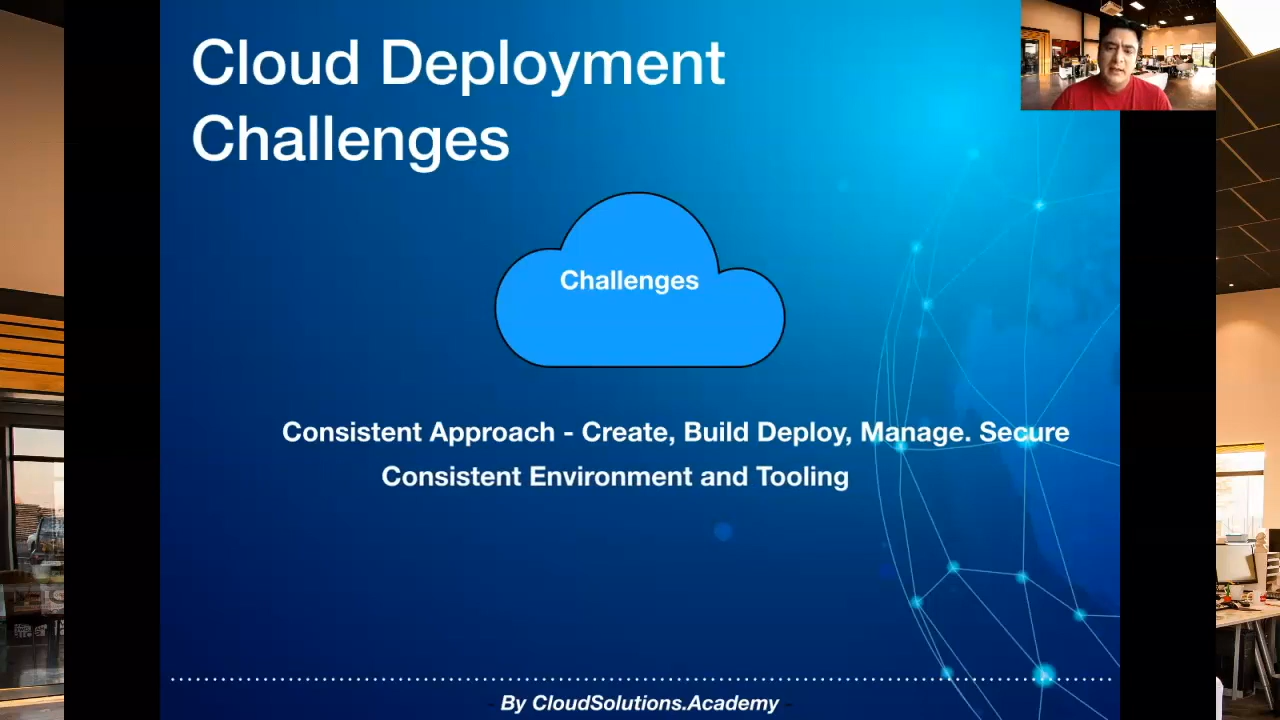 Cloud Deployment
Challenges
Challenges
Consistent Approach - Create, Build Deploy, Manage. Secure
Consistent Environment and Tooling
- By CloudSolutions.Academy -